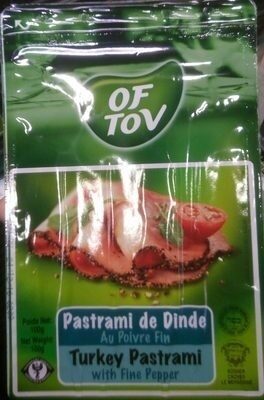 OF
TOV
Pastrami de Dinde
Au Poivre Fin
Turkey Pastrami
with Fine Pepper
Poids Net
100g
Net Weight
100g